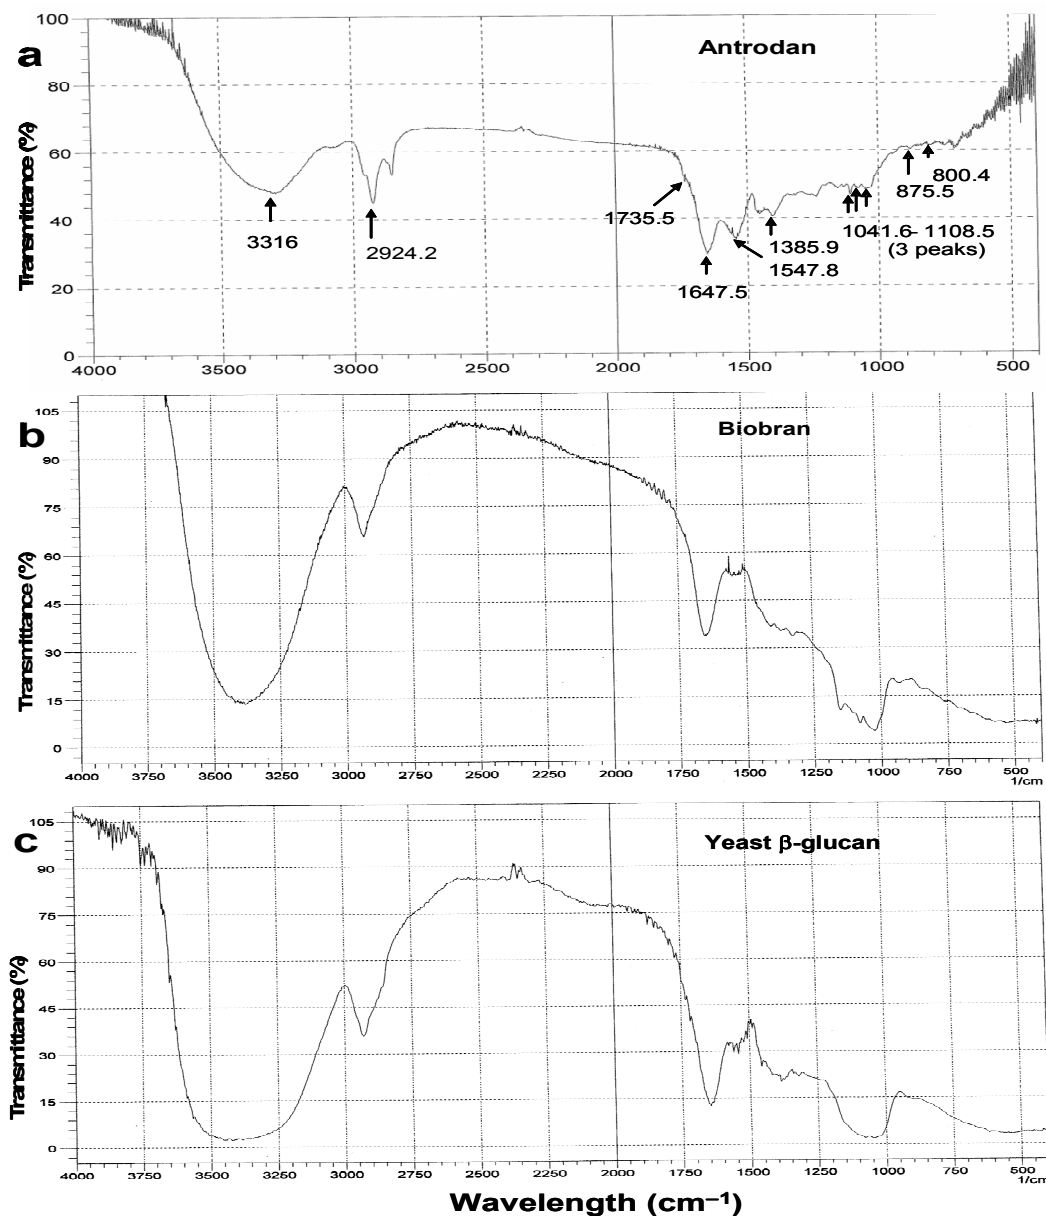 a
Antrodan
Transmittance (%)
100
80
60
40
20
0
3316
2924.2
1735.5
1647.5
1547.8
1385.9
1041.6– 1108.5
(3 peaks)
875.5
800.4
4000 3500 3000 2500 2000 1500 1000 500
b
Biobran
Transmittance (%)
105
90
75
60
45
30
15
0
4000 3750 3500 3250 3000 2750 2500 2250 2000 1750 1500 1250 1000 750 500
1/cm
c
Yeast β-glucan
Transmittance (%)
105
90
75
60
45
30
15
0
4000 3750 3500 3250 3000 2750 2500 2250 2000 1750 1500 1250 1000 750 500
1/cm
Wavelength (cm⁻¹)